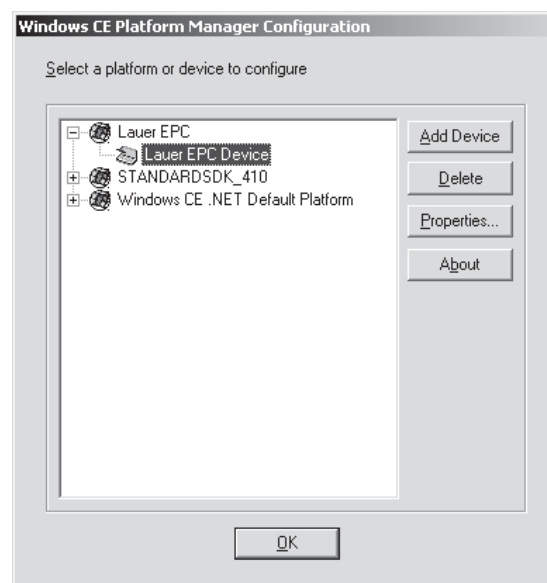 Windows CE Platform Manager Configuration
Select a platform or device to configure
Lauer EPC
Lauer EPC Device
STANDARDSDK_410
Windows CE .NET Default Platform
Add Device
Delete
Properties...
About
OK